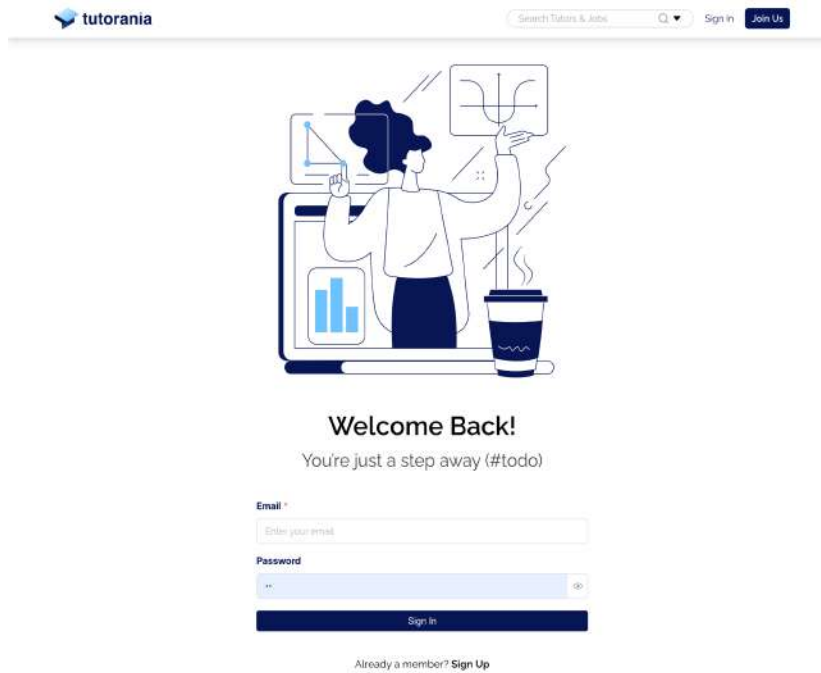 tutorania
Search Tutors & Jobs
Sign in
Join Us
Welcome Back!
You're just a step away (#todo)
Email *
Enter your email
Password
••
Sign In
Already a member? Sign Up